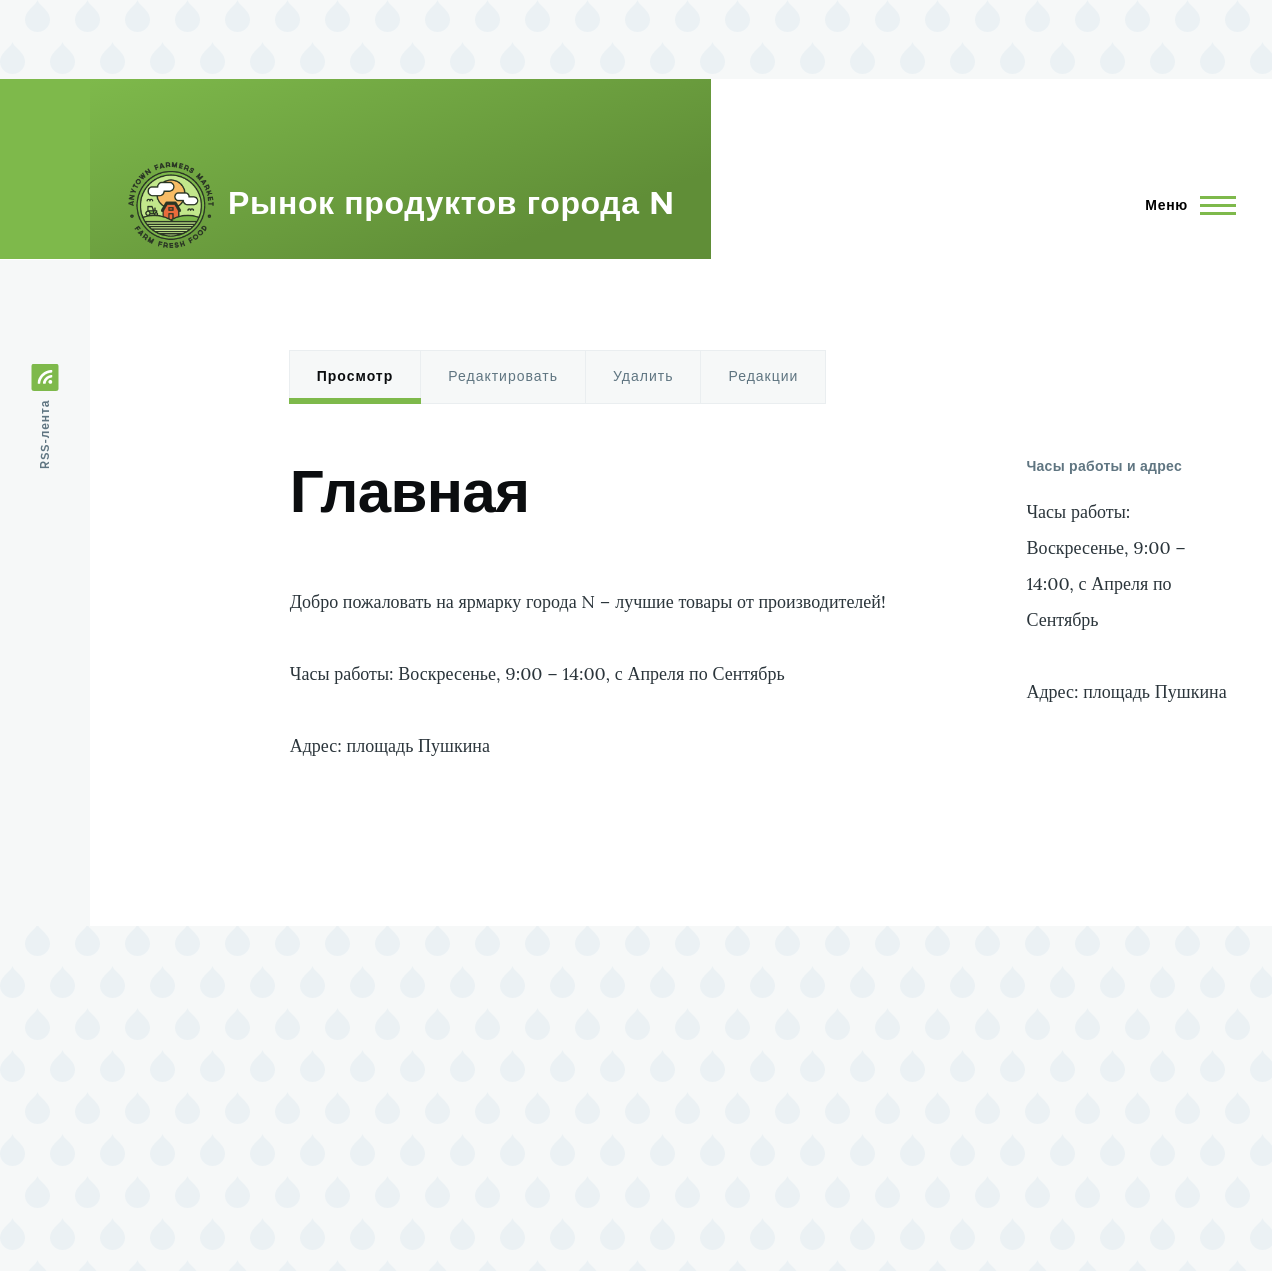 ANYTOWN FARMERS MARKET
FARM FRESH FOOD
Рынок продуктов города N
Меню
RSS-лента
Просмотр
Редактировать
Удалить
Редакции
Главная
Добро пожаловать на ярмарку города N – лучшие товары от производителей!
Часы работы: Воскресенье, 9:00 – 14:00, с Апреля по Сентябрь
Адрес: площадь Пушкина
Часы работы и адрес
Часы работы:
Воскресенье, 9:00 –
14:00, с Апреля по
Сентябрь
Адрес: площадь Пушкина